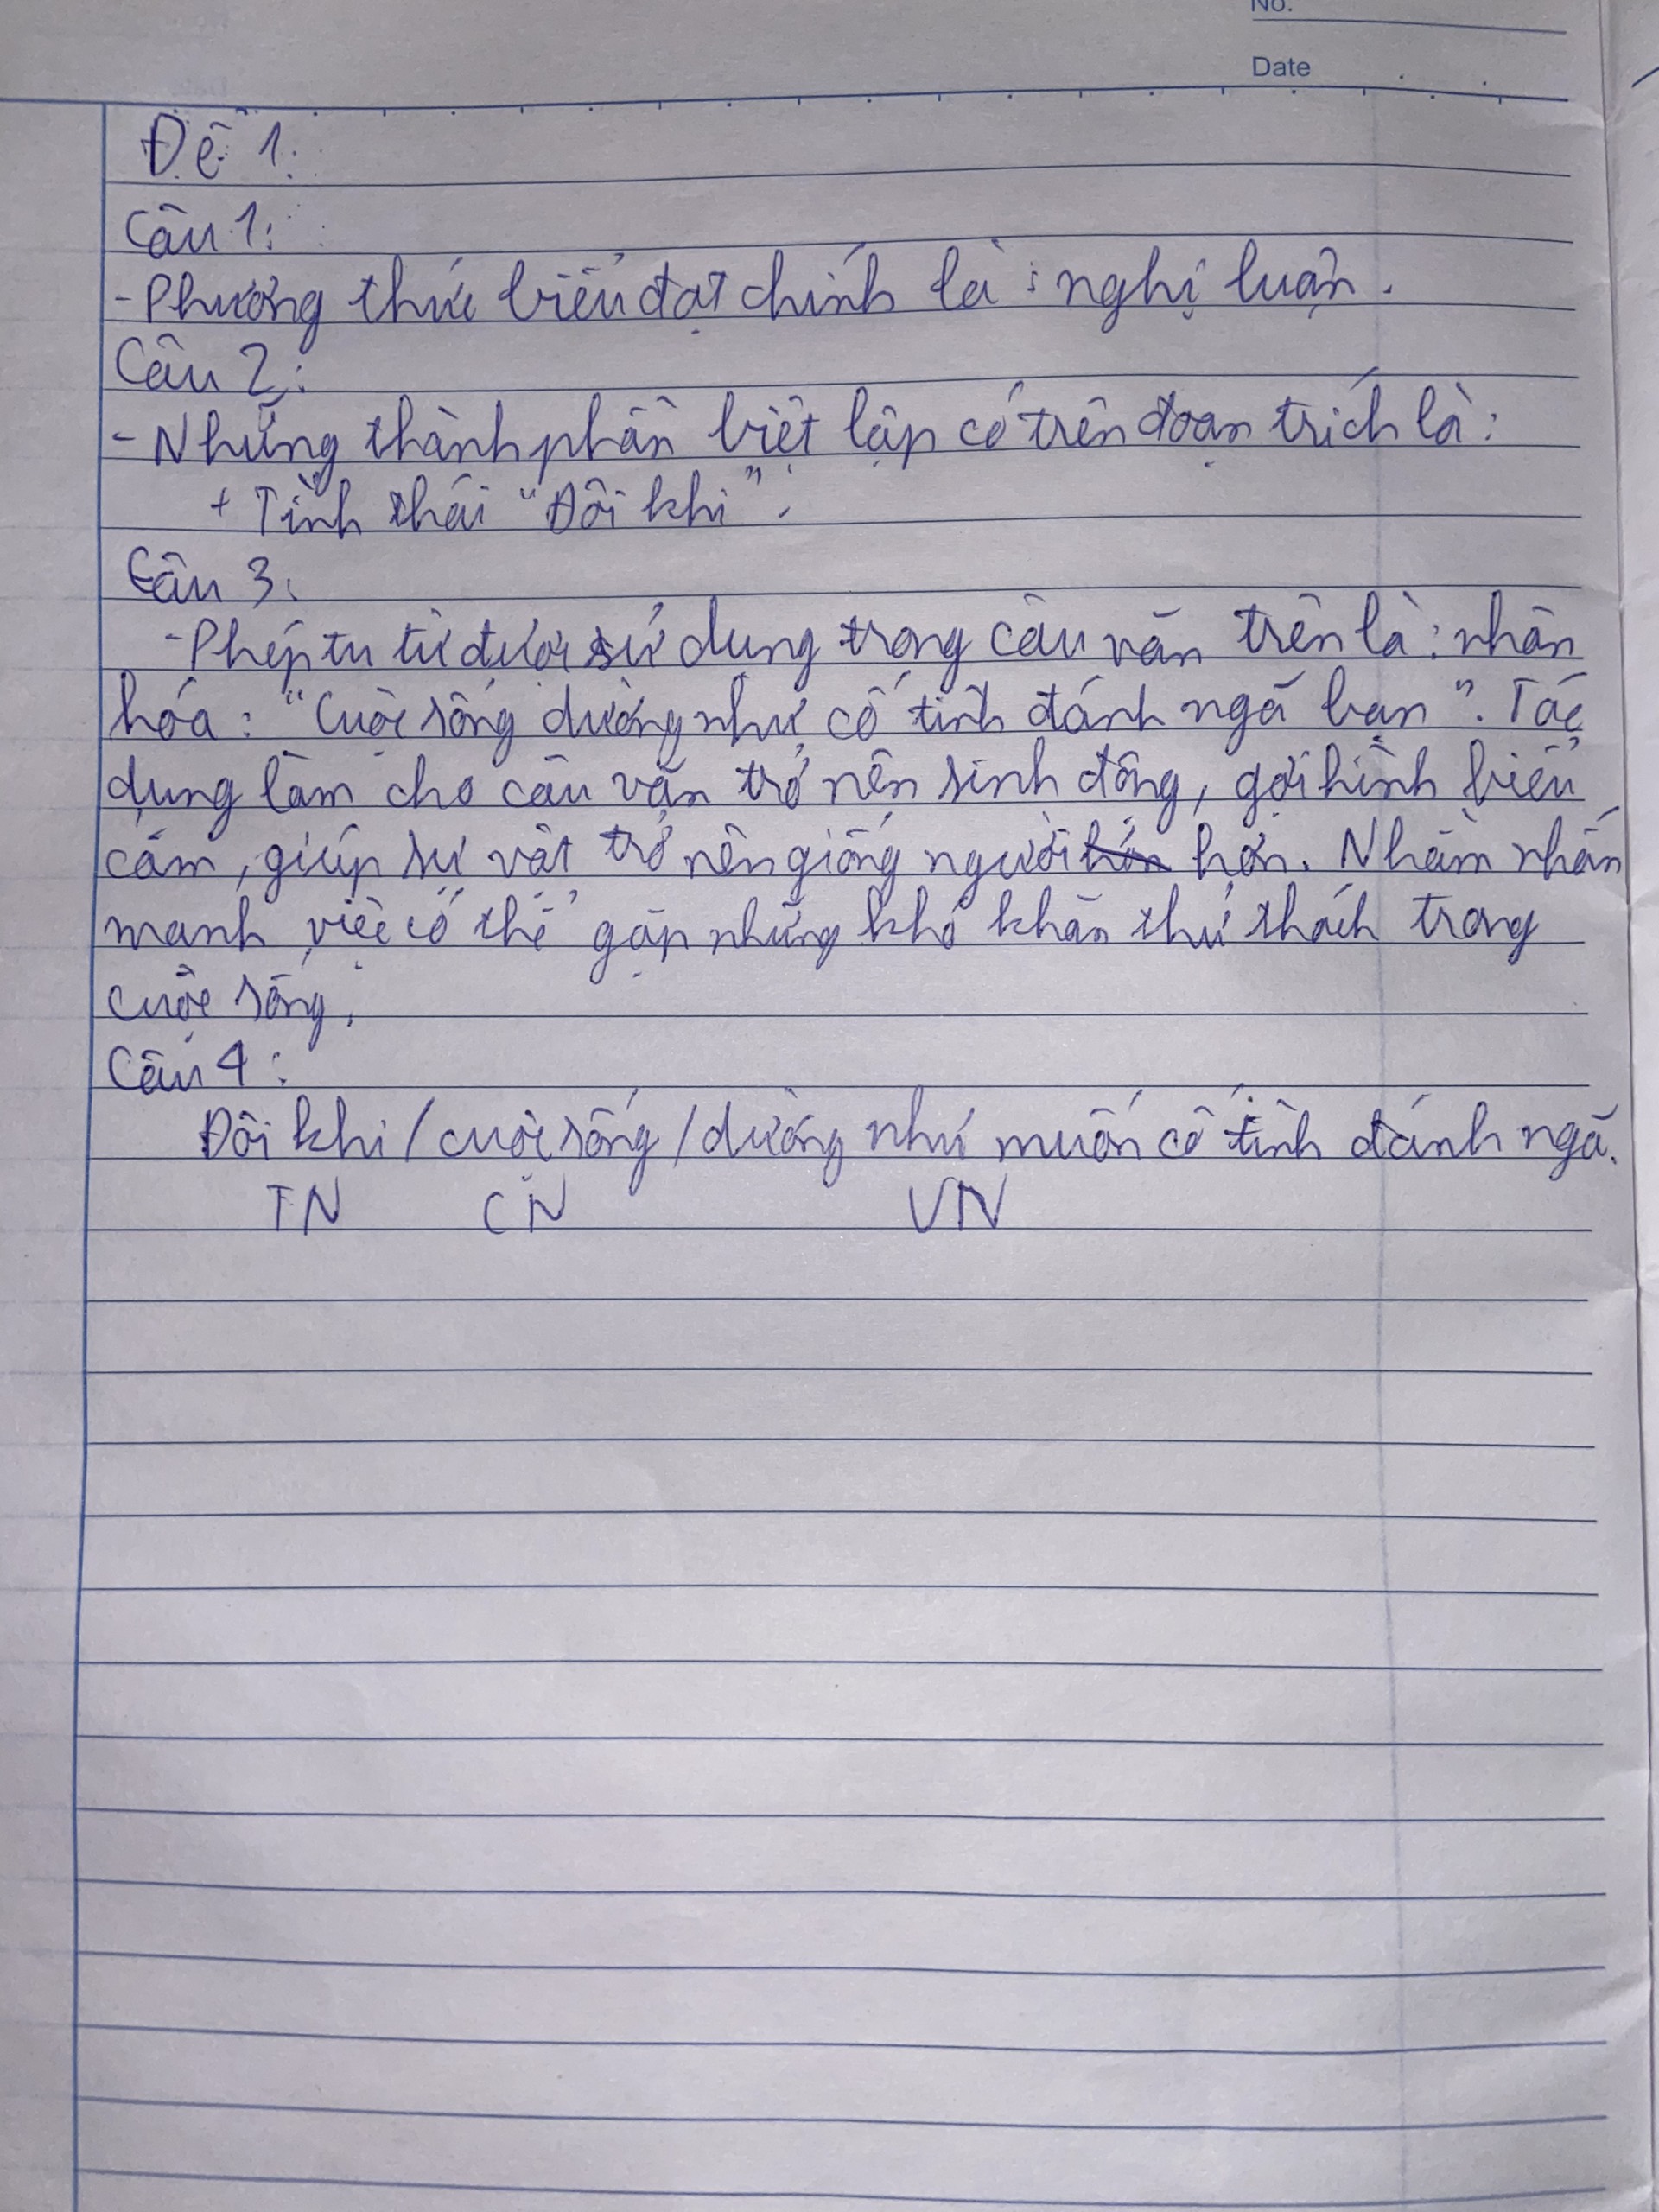 No.
Date
Đề 1:
Câu 1:
- Phương thức biểu đạt chính là : nghị luận.
Câu 2:
- Những thành phần biệt lập có trên đoạn trích là:
+ Tình thái "Đôi khi".
Câu 3:
- Phép tu từ được sử dụng trong câu văn trên là: nhân
hóa: "Cuộc sống dường như cố tình đánh ngã bạn". Tác
dụng làm cho câu văn trở nên sinh động, gợi hình biểu
cảm, giúp sự vật trở nên giống người hơn. Nhằm nhấn
mạnh việc có thể gặp những khó khăn thử thách trong
cuộc sống.
Câu 4:
Đôi khi / cuộc sống / dường như muốn cố tình đánh ngã.
TN CN VN